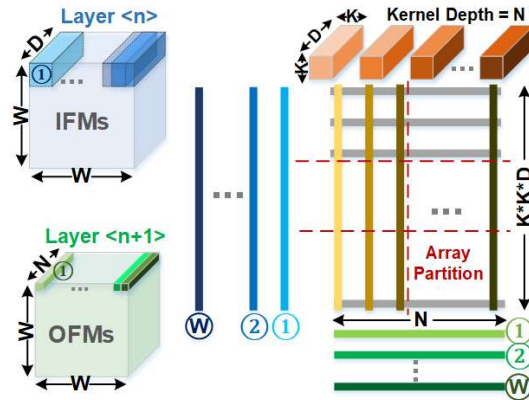 Layer <n>
D
①
W
IFMs
W
Layer <n+1>
N
①
W
OFMs
W
W
2
1
Kernel Depth = N
D
K
K
K*K*D
Array
Partition
N
1
2
W